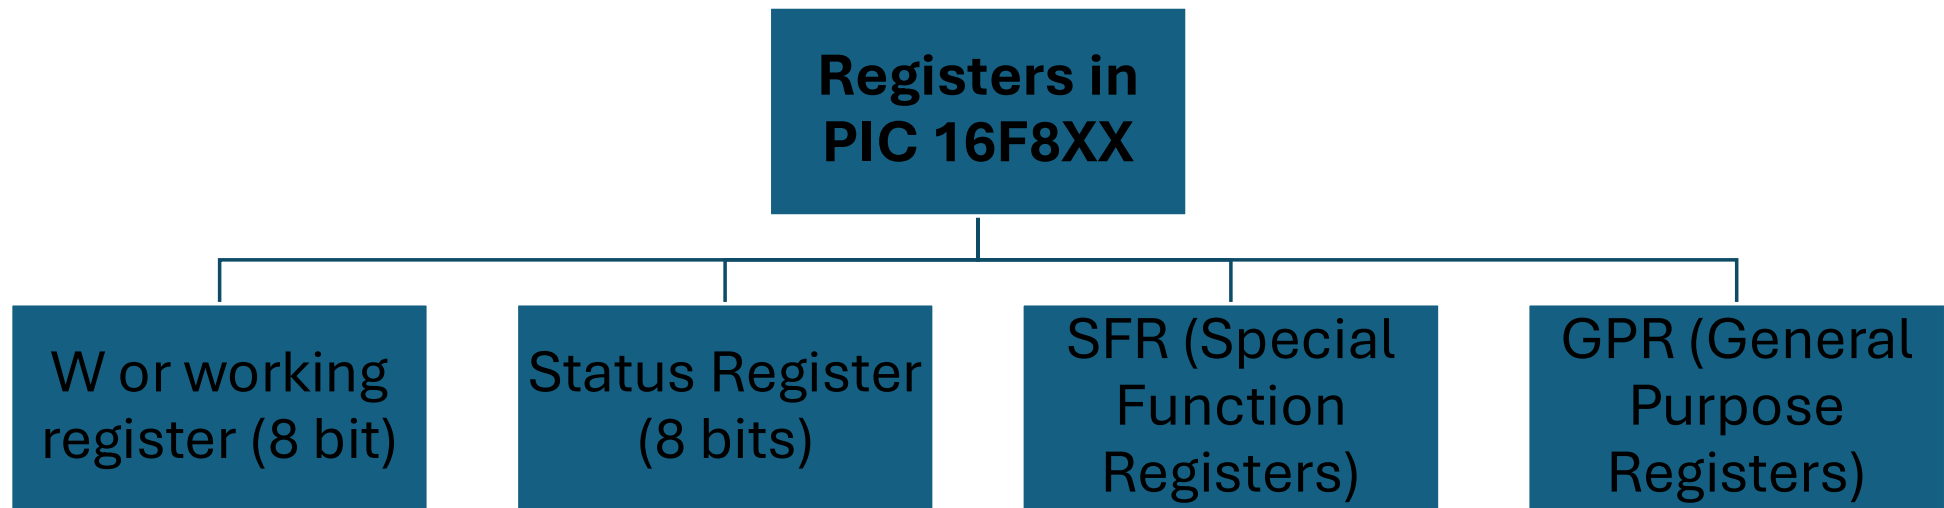 Registers in
PIC 16F8XX
W or working
register (8 bit)
Status Register
(8 bits)
SFR (Special
Function
Registers)
GPR (General
Purpose
Registers)